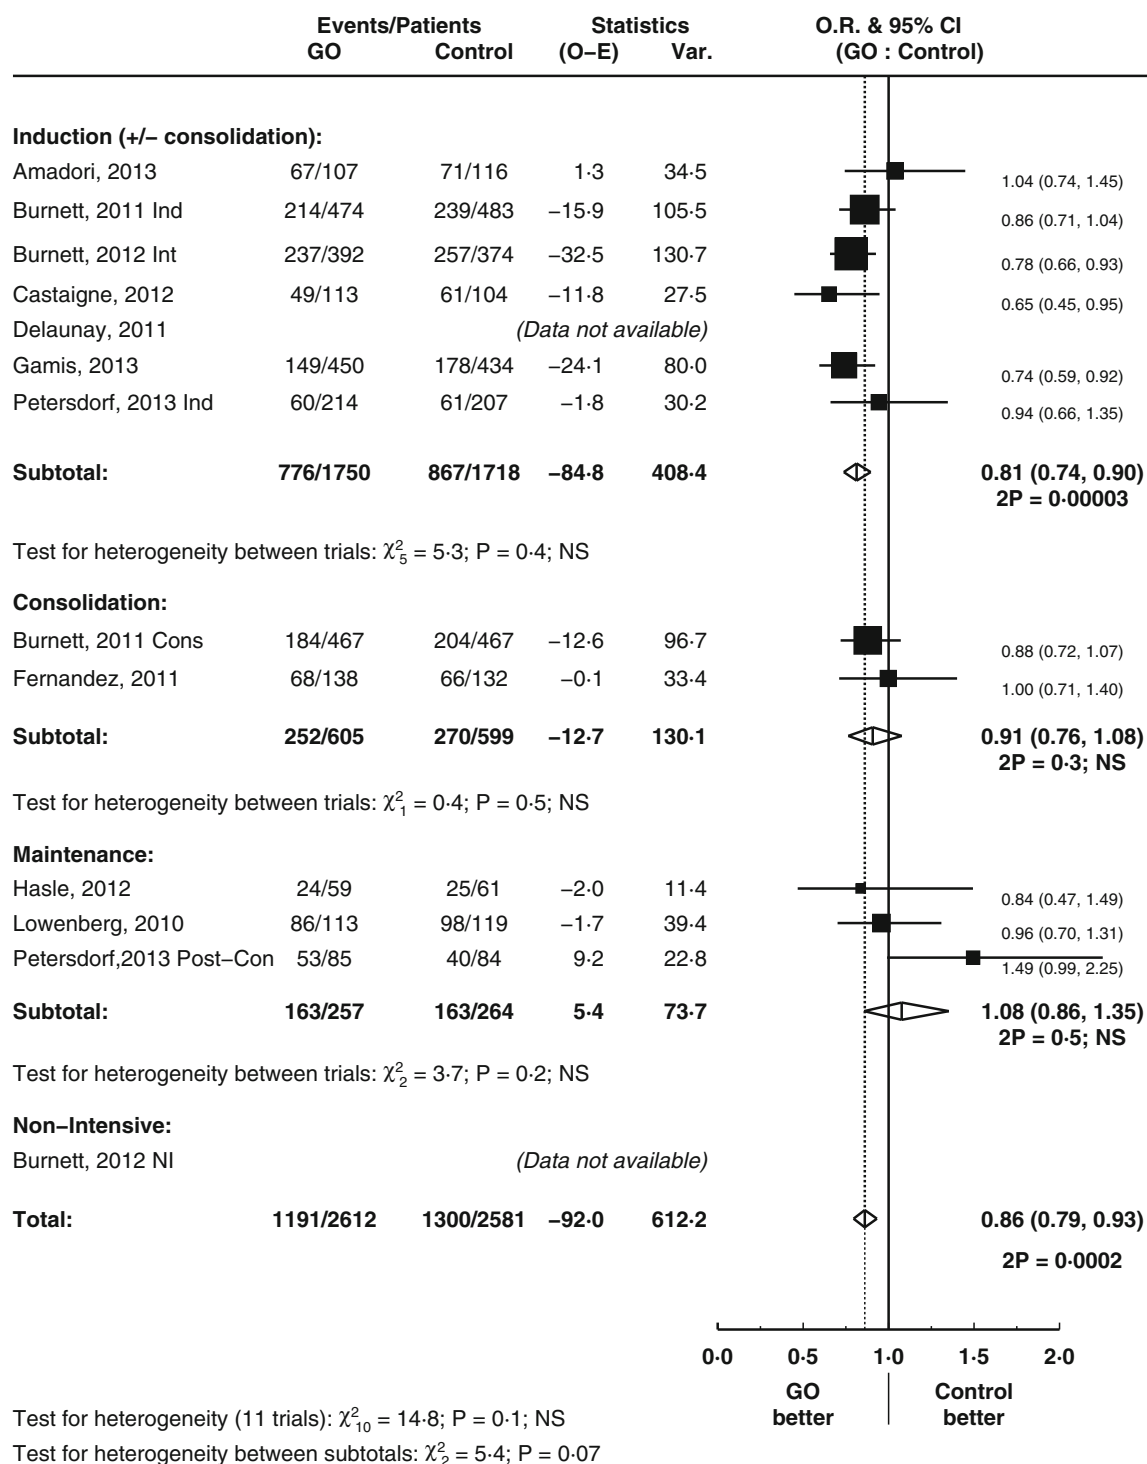 Events/Patients Statistics O.R. & 95% CI
GO Control (O–E) Var. (GO : Control)
Induction (+/– consolidation):
Amadori, 2013 67/107 71/116 1·3 34·5 1.04 (0.74, 1.45)
Burnett, 2011 Ind 214/474 239/483 –15·9 105·5 0.86 (0.71, 1.04)
Burnett, 2012 Int 237/392 257/374 –32·5 130·7 0.78 (0.66, 0.93)
Castaigne, 2012 49/113 61/104 –11·8 27·5 0.65 (0.45, 0.95)
Delaunay, 2011 (Data not available)
Gamis, 2013 149/450 178/434 –24·1 80·0 0.74 (0.59, 0.92)
Petersdorf, 2013 Ind 60/214 61/207 –1·8 30·2 0.94 (0.66, 1.35)
Subtotal: 776/1750 867/1718 –84·8 408·4 0.81 (0.74, 0.90)
2P = 0·00003
Test for heterogeneity between trials: χ²₅ = 5·3; P = 0·4; NS
Consolidation:
Burnett, 2011 Cons 184/467 204/467 –12·6 96·7 0.88 (0.72, 1.07)
Fernandez, 2011 68/138 66/132 –0·1 33·4 1.00 (0.71, 1.40)
Subtotal: 252/605 270/599 –12·7 130·1 0.91 (0.76, 1.08)
2P = 0·3; NS
Test for heterogeneity between trials: χ²₁ = 0·4; P = 0·5; NS
Maintenance:
Hasle, 2012 24/59 25/61 –2·0 11·4 0.84 (0.47, 1.49)
Lowenberg, 2010 86/113 98/119 –1·7 39·4 0.96 (0.70, 1.31)
Petersdorf,2013 Post–Con 53/85 40/84 9·2 22·8 1.49 (0.99, 2.25)
Subtotal: 163/257 163/264 5·4 73·7 1.08 (0.86, 1.35)
2P = 0·5; NS
Test for heterogeneity between trials: χ²₂ = 3·7; P = 0·2; NS
Non–Intensive:
Burnett, 2012 NI (Data not available)
Total: 1191/2612 1300/2581 –92·0 612·2 0.86 (0.79, 0.93)
2P = 0·0002
0·0 0·5 1·0 1·5 2·0
GO Control
better better
Test for heterogeneity (11 trials): χ²₁₀ = 14·8; P = 0·1; NS
Test for heterogeneity between subtotals: χ²₂ = 5·4; P = 0·07